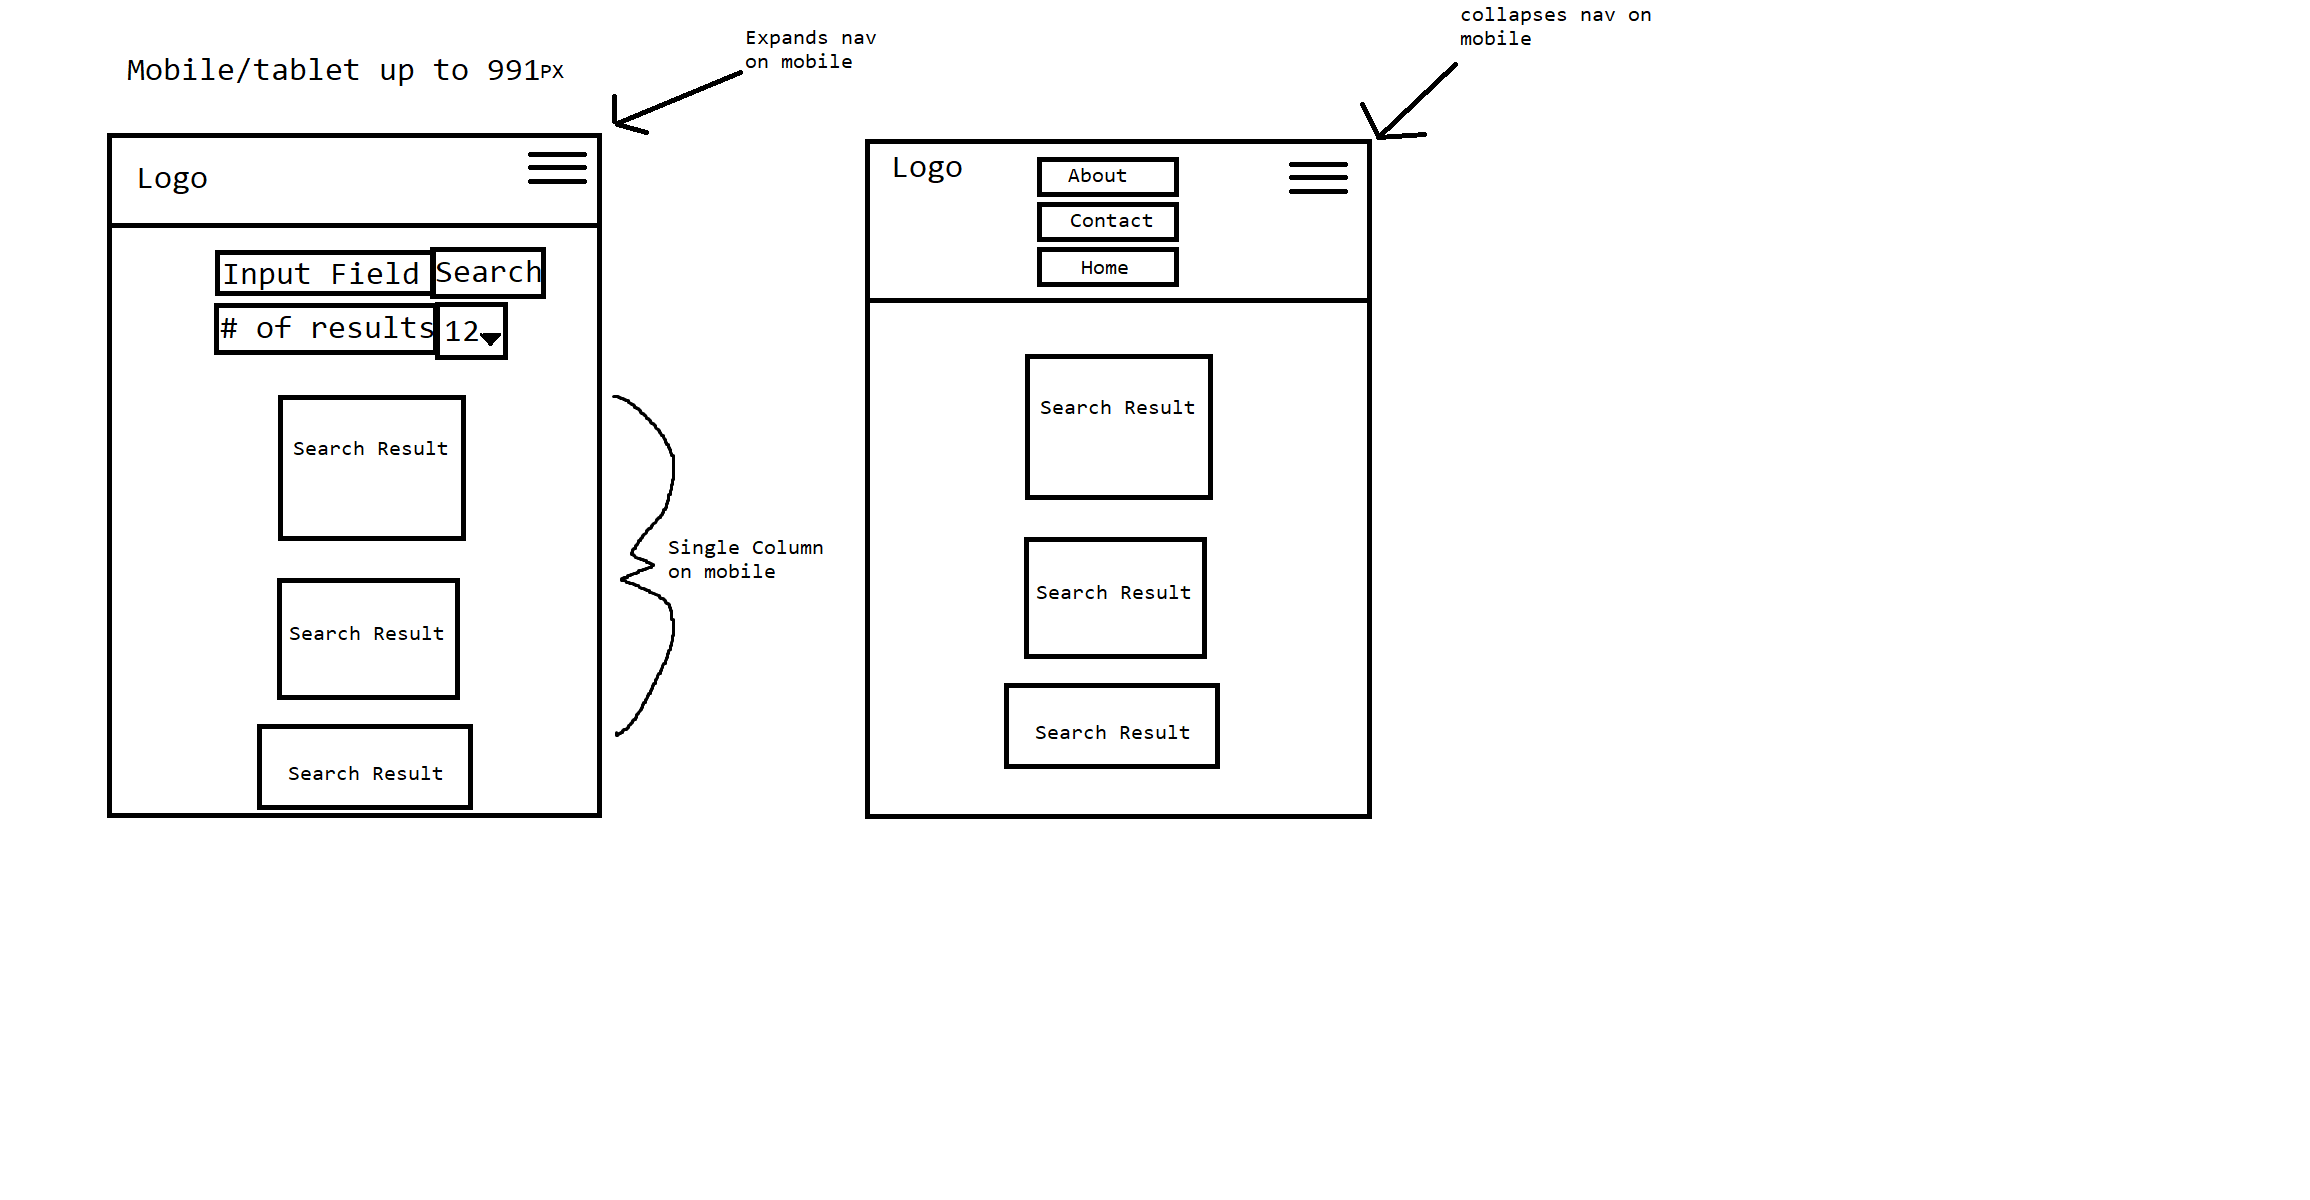 Mobile/tablet up to 991PX
Expands nav
on mobile
Logo
Input Field
Search
# of results
12
Search Result
Search Result
Search Result
Single Column
on mobile
collapses nav on
mobile
Logo
About
Contact
Home
Search Result
Search Result
Search Result